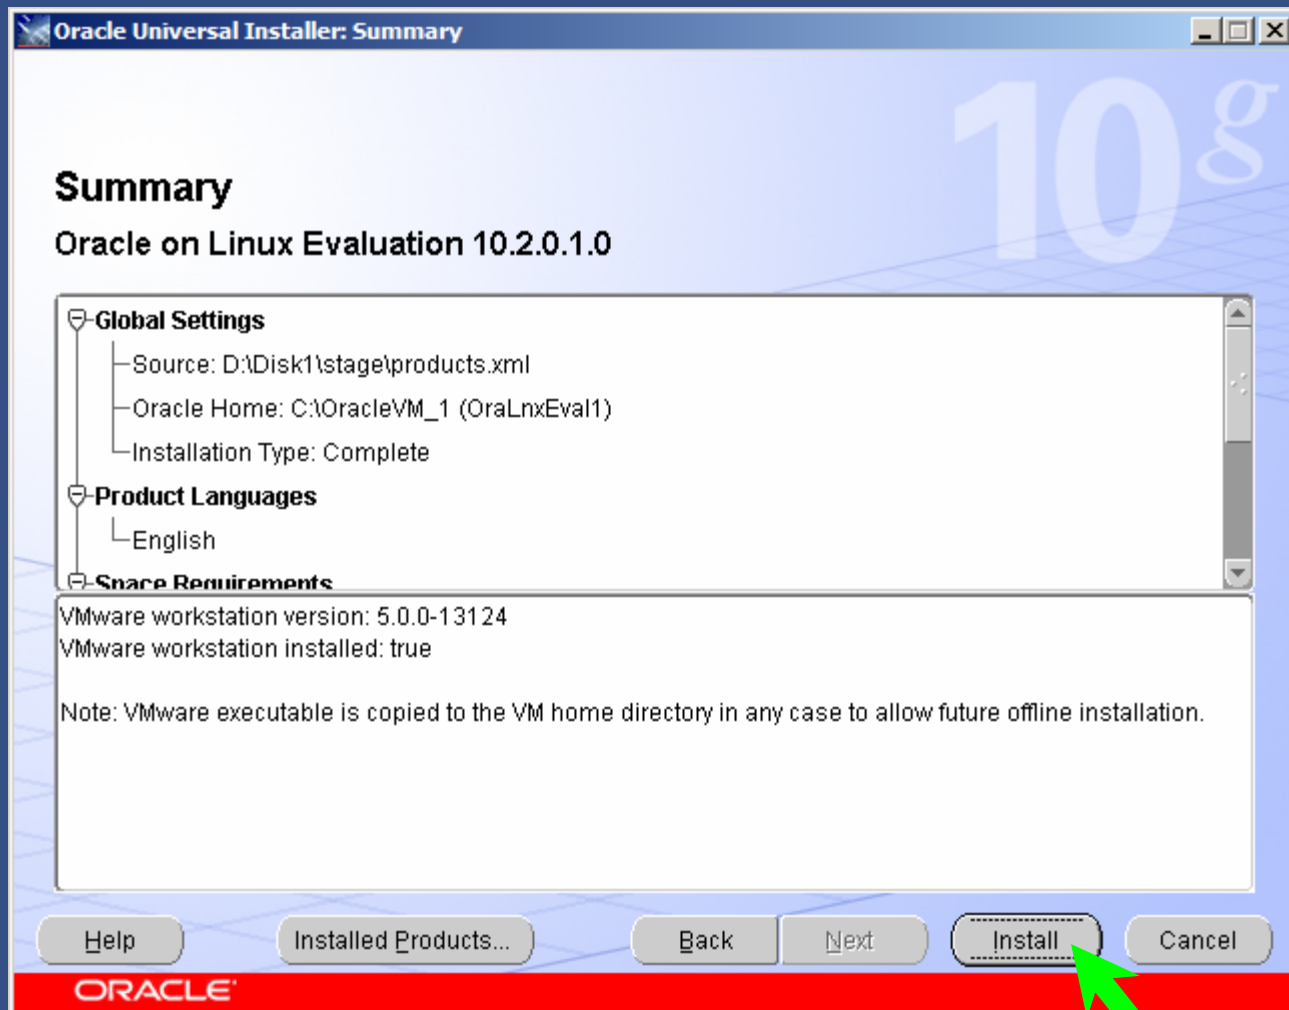 Oracle Universal Installer: Summary
10g
Summary
Oracle on Linux Evaluation 10.2.0.1.0
Global Settings
Source: D:\Disk1\stage\products.xml
Oracle Home: C:\OracleVM_1 (OraLnxEval1)
Installation Type: Complete
Product Languages
English
Space Requirements
VMware workstation version: 5.0.0-13124
VMware workstation installed: true
Note: VMware executable is copied to the VM home directory in any case to allow future offline installation.
Help Installed Products... Back Next Install Cancel
ORACLE